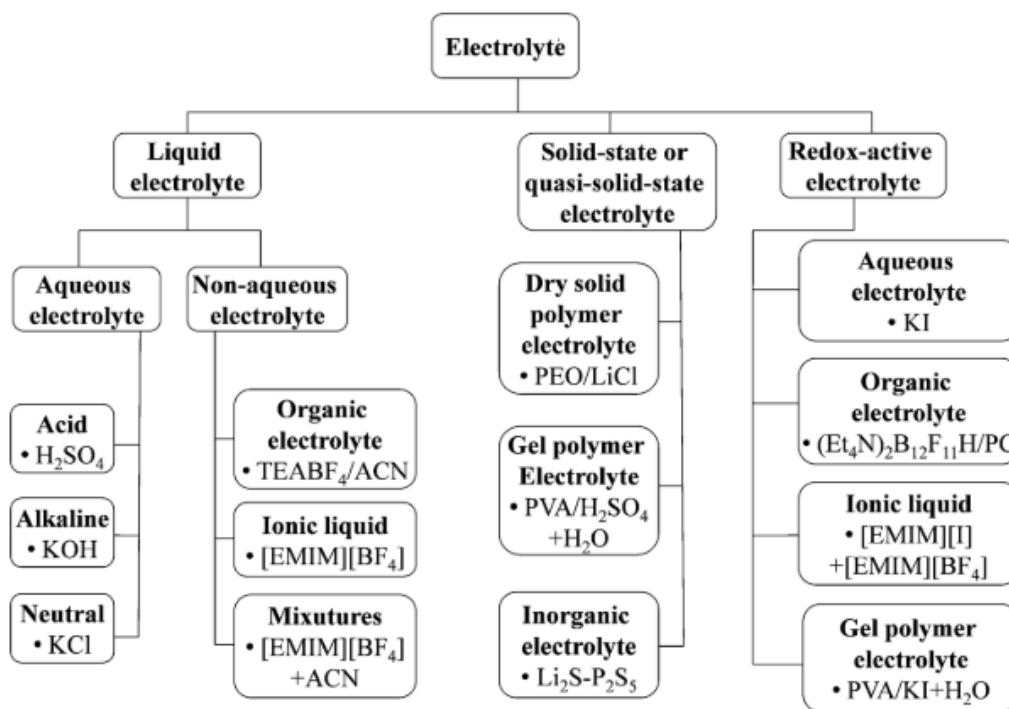 Electrolyte
Liquid
electrolyte
Solid-state or
quasi-solid-state
electrolyte
Redox-active
electrolyte
Aqueous
electrolyte
Non-aqueous
electrolyte
Acid
• H₂SO₄
Alkaline
• KOH
Neutral
• KCl
Organic
electrolyte
• TEABF₄/ACN
Ionic liquid
• [EMIM][BF₄]
Mixutures
• [EMIM][BF₄]
+ACN
Dry solid
polymer
electrolyte
• PEO/LiCl
Gel polymer
Electrolyte
• PVA/H₂SO₄
+H₂O
Inorganic
electrolyte
• Li₂S-P₂S₅
Aqueous
electrolyte
• KI
Organic
electrolyte
• (Et₄N)₂B₁₂F₁₁H/PC
Ionic liquid
• [EMIM][I]
+[EMIM][BF₄]
Gel polymer
electrolyte
• PVA/KI+H₂O